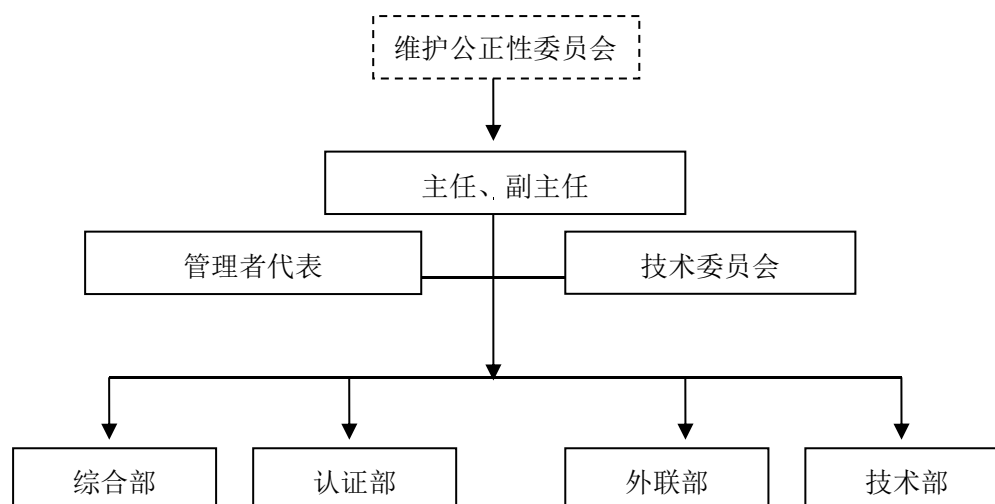 维护公正性委员会
主任、副主任
管理者代表
技术委员会
综合部
认证部
外联部
技术部